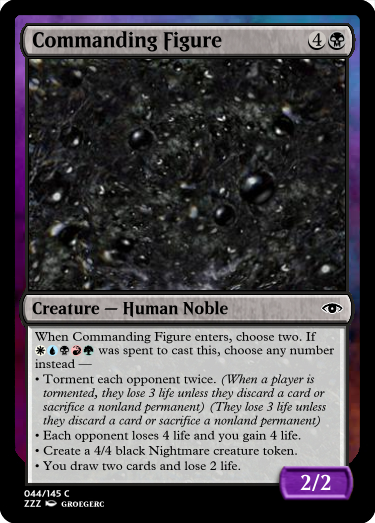 Commanding Figure 4
Creature — Human Noble
When Commanding Figure enters, choose two. If
was spent to cast this, choose any number
instead —
• Torment each opponent twice. (When a player is
tormented, they lose 3 life unless they discard a card or
sacrifice a nonland permanent) (They lose 3 life unless
they discard a card or sacrifice a nonland permanent)
• Each opponent loses 4 life and you gain 4 life.
• Create a 4/4 black Nightmare creature token.
• You draw two cards and lose 2 life.
2/2
044/145 C
ZZZ GROEGERC